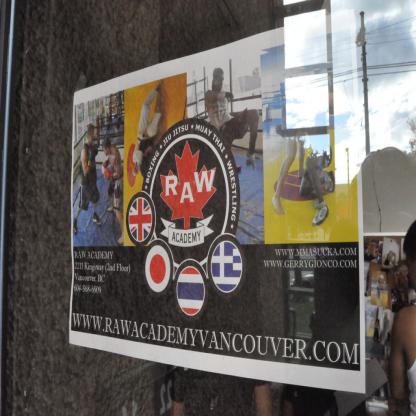 BOXING • JIU JITSU • MUAY THAI • WRESTLING
RAW
ACADEMY
RAW ACADEMY
Vancouver, BC
WWW.MMASUCKA.COM
WWW.GERRYGIONCO.COM
WWW.RAWACADEMYVANCOUVER.COM